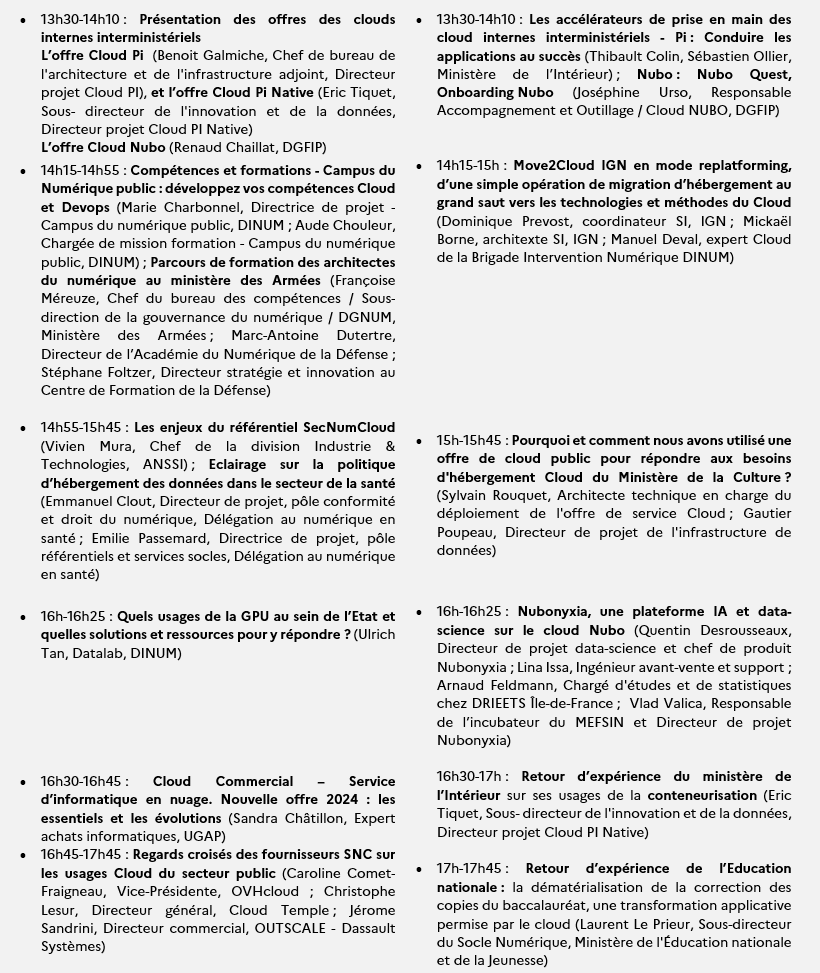 • 13h30-14h10 : Présentation des offres des clouds
internes interministériels
L’offre Cloud Pi (Benoit Galmiche, Chef de bureau de
l'architecture et de l'infrastructure adjoint, Directeur
projet Cloud PI), et l’offre Cloud Pi Native (Eric Tiquet,
Sous- directeur de l'innovation et de la données,
Directeur projet Cloud PI Native)
L’offre Cloud Nubo (Renaud Chaillat, DGFIP)
• 14h15-14h55 : Compétences et formations - Campus du
Numérique public : développez vos compétences Cloud
et Devops (Marie Charbonnel, Directrice de projet -
Campus du numérique public, DINUM ; Aude Chouleur,
Chargée de mission formation - Campus du numérique
public, DINUM) ; Parcours de formation des architectes
du numérique au ministère des Armées (Françoise
Méreuze, Chef du bureau des compétences / Sous-
direction de la gouvernance du numérique / DGNUM,
Ministère des Armées ; Marc-Antoine Dutertre,
Directeur de l’Académie du Numérique de la Défense ;
Stéphane Foltzer, Directeur stratégie et innovation au
Centre de Formation de la Défense)
• 14h55-15h45 : Les enjeux du référentiel SecNumCloud
(Vivien Mura, Chef de la division Industrie &
Technologies, ANSSI) ; Eclairage sur la politique
d’hébergement des données dans le secteur de la santé
(Emmanuel Clout, Directeur de projet, pôle conformité
et droit du numérique, Délégation au numérique en
santé ; Emilie Passemard, Directrice de projet, pôle
référentiels et services socles, Délégation au numérique
en santé)
• 16h-16h25 : Quels usages de la GPU au sein de l’Etat et
quelles solutions et ressources pour y répondre ? (Ulrich
Tan, Datalab, DINUM)
• 16h30-16h45 : Cloud Commercial – Service
d’informatique en nuage. Nouvelle offre 2024 : les
essentiels et les évolutions (Sandra Châtillon, Expert
achats informatiques, UGAP)
• 16h45-17h45 : Regards croisés des fournisseurs SNC sur
les usages Cloud du secteur public (Caroline Comet-
Fraigneau, Vice-Présidente, OVHcloud ; Christophe
Lesur, Directeur général, Cloud Temple ; Jérome
Sandrini, Directeur commercial, OUTSCALE - Dassault
Systèmes)
• 13h30-14h10 : Les accélérateurs de prise en main des
cloud internes interministériels - Pi : Conduire les
applications au succès (Thibault Colin, Sébastien Ollier,
Ministère de l’Intérieur) ; Nubo : Nubo Quest,
Onboarding Nubo (Joséphine Urso, Responsable
Accompagnement et Outillage / Cloud NUBO, DGFIP)
• 14h15-15h : Move2Cloud IGN en mode replatforming,
d’une simple opération de migration d’hébergement au
grand saut vers les technologies et méthodes du Cloud
(Dominique Prevost, coordinateur SI, IGN ; Mickaël
Borne, architexte SI, IGN ; Manuel Deval, expert Cloud
de la Brigade Intervention Numérique DINUM)
• 15h-15h45 : Pourquoi et comment nous avons utilisé une
offre de cloud public pour répondre aux besoins
d'hébergement Cloud du Ministère de la Culture ?
(Sylvain Rouquet, Architecte technique en charge du
déploiement de l'offre de service Cloud ; Gautier
Poupeau, Directeur de projet de l'infrastructure de
données)
• 16h-16h25 : Nubonyxia, une plateforme IA et data-
science sur le cloud Nubo (Quentin Desrousseaux,
Directeur de projet data-science et chef de produit
Nubonyxia ; Lina Issa, Ingénieur avant-vente et support ;
Arnaud Feldmann, Chargé d'études et de statistiques
chez DRIEETS Île-de-France ; Vlad Valica, Responsable
de l’incubateur du MEFSIN et Directeur de projet
Nubonyxia)
16h30-17h : Retour d’expérience du ministère de
l’Intérieur sur ses usages de la conteneurisation (Eric
Tiquet, Sous- directeur de l'innovation et de la données,
Directeur projet Cloud PI Native)
• 17h-17h45 : Retour d’expérience de l’Education
nationale : la dématérialisation de la correction des
copies du baccalauréat, une transformation applicative
permise par le cloud (Laurent Le Prieur, Sous-directeur
du Socle Numérique, Ministère de l'Éducation nationale
et de la Jeunesse)